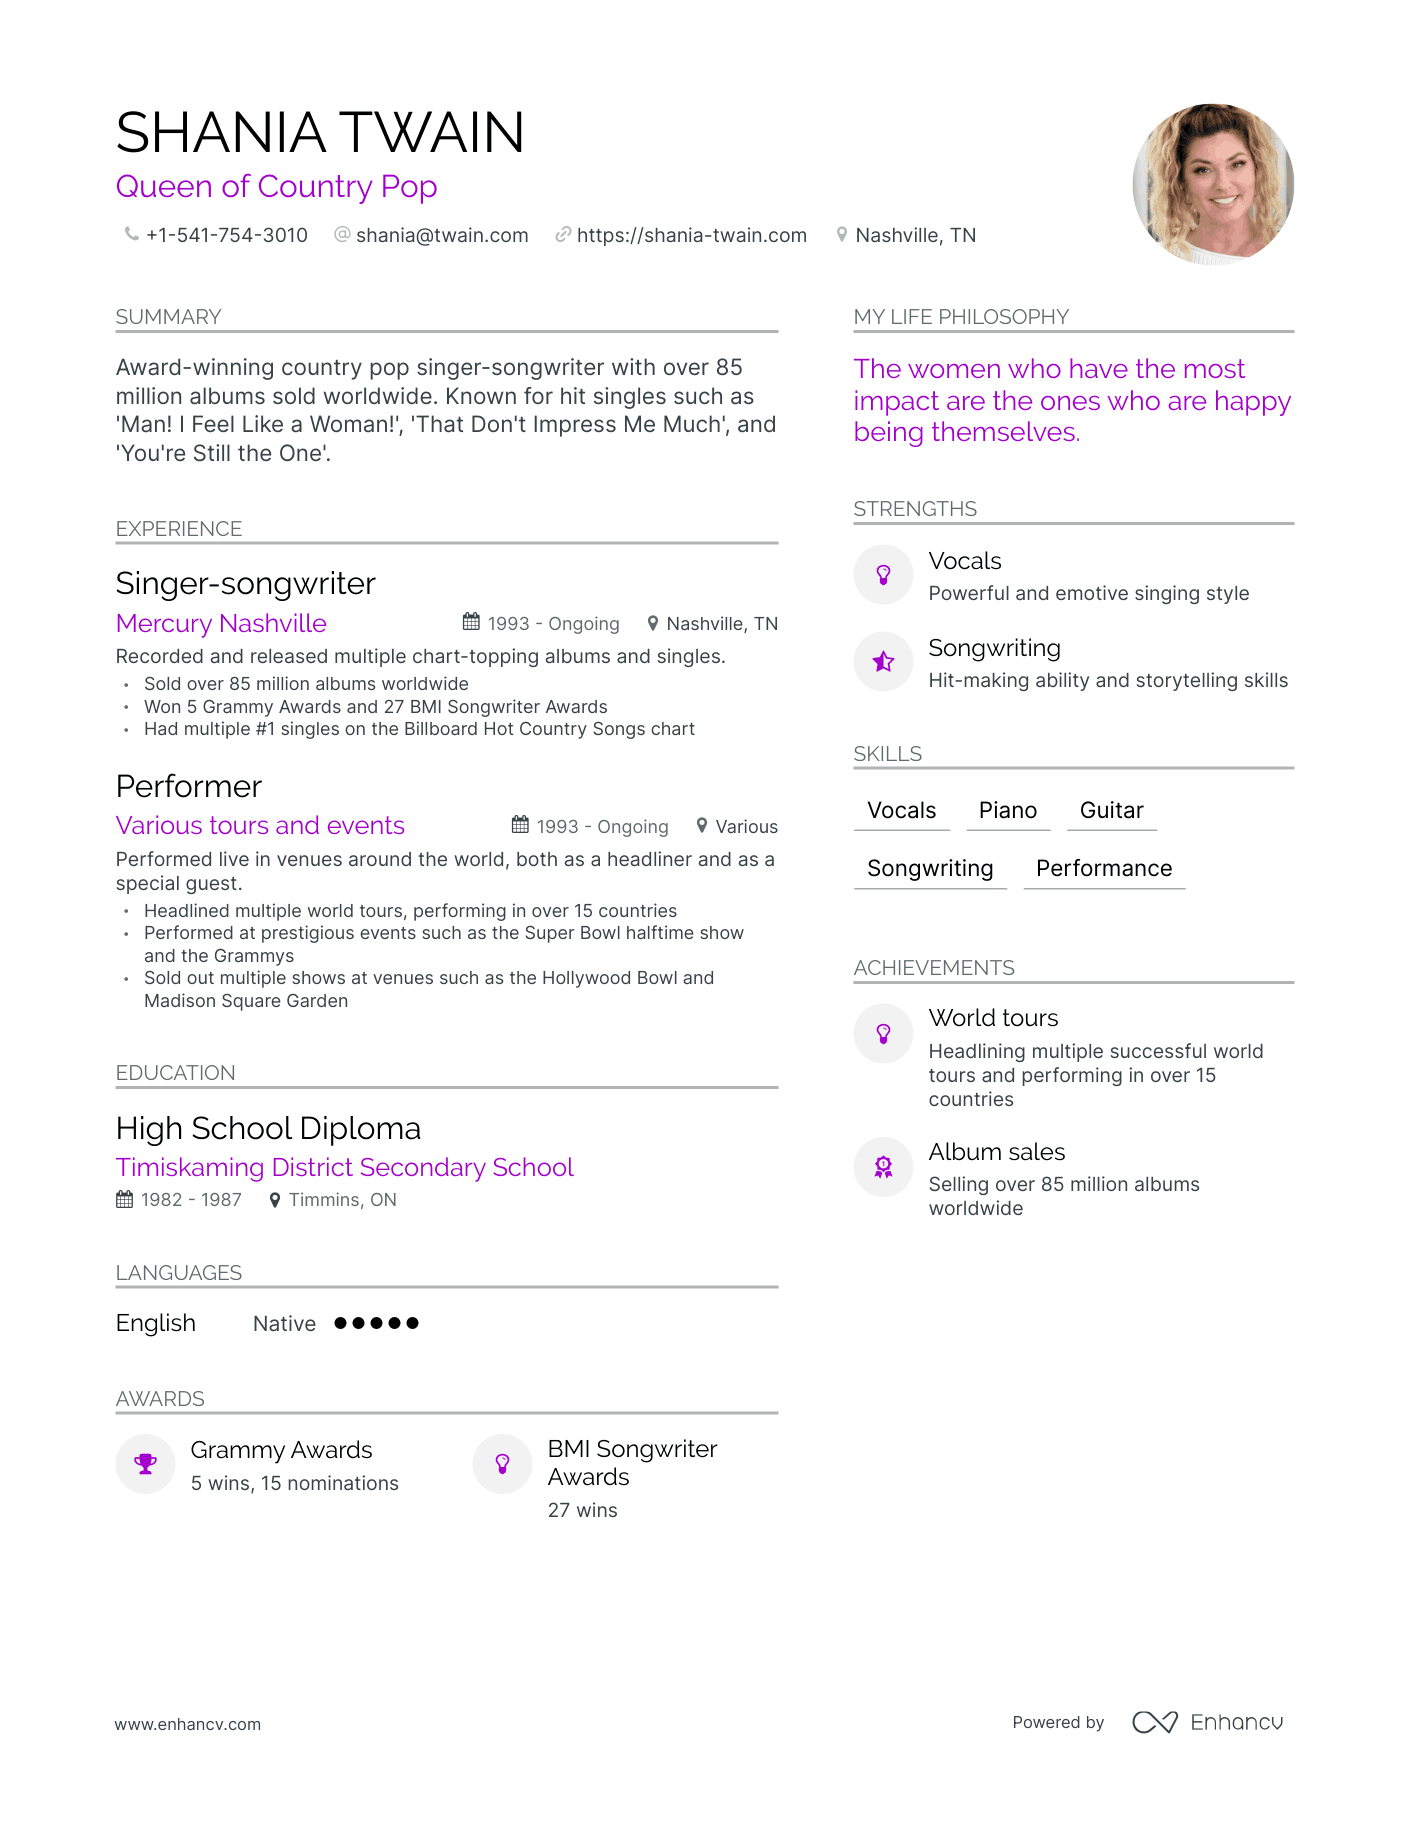 SHANIA TWAIN
Queen of Country Pop
+1-541-754-3010 shania@twain.com https://shania-twain.com Nashville, TN
SUMMARY
Award-winning country pop singer-songwriter with over 85
million albums sold worldwide. Known for hit singles such as
'Man! I Feel Like a Woman!', 'That Don't Impress Me Much', and
'You're Still the One'.
EXPERIENCE
Singer-songwriter
Mercury Nashville 1993 - Ongoing Nashville, TN
Recorded and released multiple chart-topping albums and singles.
• Sold over 85 million albums worldwide
• Won 5 Grammy Awards and 27 BMI Songwriter Awards
• Had multiple #1 singles on the Billboard Hot Country Songs chart
Performer
Various tours and events 1993 - Ongoing Various
Performed live in venues around the world, both as a headliner and as a
special guest.
• Headlined multiple world tours, performing in over 15 countries
• Performed at prestigious events such as the Super Bowl halftime show
and the Grammys
• Sold out multiple shows at venues such as the Hollywood Bowl and
Madison Square Garden
EDUCATION
High School Diploma
Timiskaming District Secondary School
1982 - 1987 Timmins, ON
LANGUAGES
English Native
AWARDS
Grammy Awards
5 wins, 15 nominations
BMI Songwriter
Awards
27 wins
MY LIFE PHILOSOPHY
The women who have the most
impact are the ones who are happy
being themselves.
STRENGTHS
Vocals
Powerful and emotive singing style
Songwriting
Hit-making ability and storytelling skills
SKILLS
Vocals Piano Guitar
Songwriting Performance
ACHIEVEMENTS
World tours
Headlining multiple successful world
tours and performing in over 15
countries
Album sales
Selling over 85 million albums
worldwide
www.enhancv.com
Powered by Enhancv